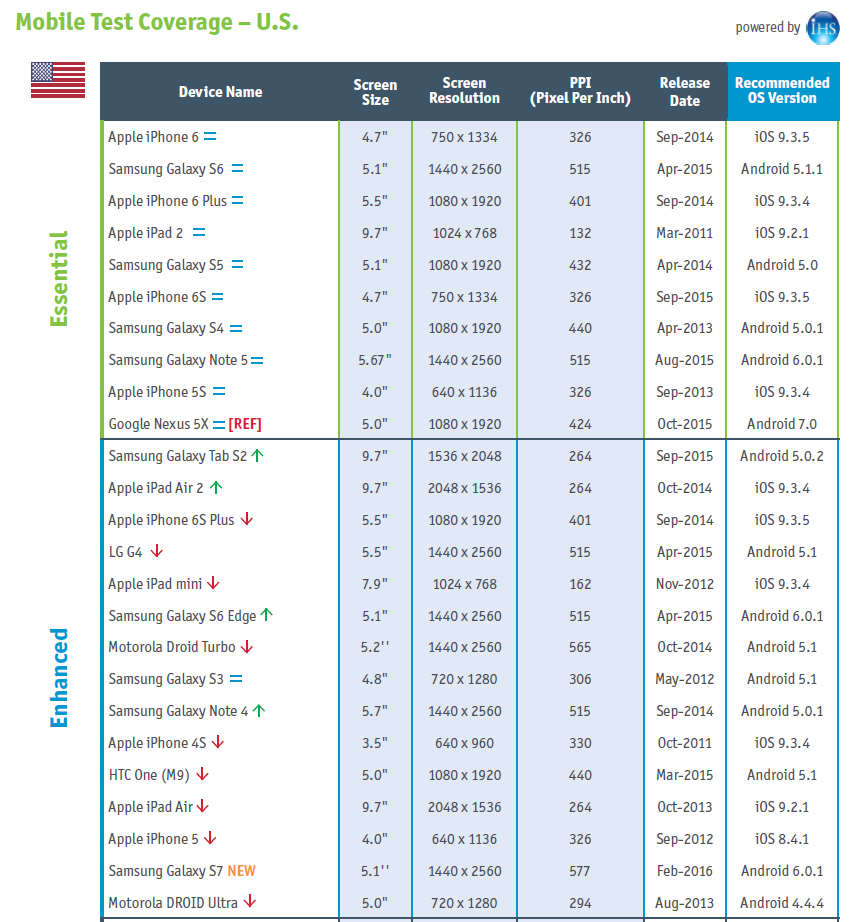 Mobile Test Coverage – U.S.
powered by iHS
Device Name Screen Size Screen Resolution PPI (Pixel Per Inch) Release Date Recommended OS Version
Essential
Apple iPhone 6 = 4.7" 750 x 1334 326 Sep-2014 iOS 9.3.5
Samsung Galaxy S6 = 5.1" 1440 x 2560 515 Apr-2015 Android 5.1.1
Apple iPhone 6 Plus = 5.5" 1080 x 1920 401 Sep-2014 iOS 9.3.4
Apple iPad 2 = 9.7" 1024 x 768 132 Mar-2011 iOS 9.2.1
Samsung Galaxy S5 = 5.1" 1080 x 1920 432 Apr-2014 Android 5.0
Apple iPhone 6S = 4.7" 750 x 1334 326 Sep-2015 iOS 9.3.5
Samsung Galaxy S4 = 5.0" 1080 x 1920 440 Apr-2013 Android 5.0.1
Samsung Galaxy Note 5 = 5.67" 1440 x 2560 515 Aug-2015 Android 6.0.1
Apple iPhone 5S = 4.0" 640 x 1136 326 Sep-2013 iOS 9.3.4
Google Nexus 5X = [REF] 5.0" 1080 x 1920 424 Oct-2015 Android 7.0
Enhanced
Samsung Galaxy Tab S2 ↑ 9.7" 1536 x 2048 264 Sep-2015 Android 5.0.2
Apple iPad Air 2 ↑ 9.7" 2048 x 1536 264 Oct-2014 iOS 9.3.4
Apple iPhone 6S Plus ↓ 5.5" 1080 x 1920 401 Sep-2014 iOS 9.3.5
LG G4 ↓ 5.5" 1440 x 2560 515 Apr-2015 Android 5.1
Apple iPad mini ↓ 7.9" 1024 x 768 162 Nov-2012 iOS 9.3.4
Samsung Galaxy S6 Edge ↑ 5.1" 1440 x 2560 515 Apr-2015 Android 6.0.1
Motorola Droid Turbo ↓ 5.2'' 1440 x 2560 565 Oct-2014 Android 5.1
Samsung Galaxy S3 = 4.8" 720 x 1280 306 May-2012 Android 5.1
Samsung Galaxy Note 4 ↑ 5.7" 1440 x 2560 515 Sep-2014 Android 5.0.1
Apple iPhone 4S ↓ 3.5" 640 x 960 330 Oct-2011 iOS 9.3.4
HTC One (M9) ↓ 5.0" 1080 x 1920 440 Mar-2015 Android 5.1
Apple iPad Air ↓ 9.7" 2048 x 1536 264 Oct-2013 iOS 9.2.1
Apple iPhone 5 ↓ 4.0" 640 x 1136 326 Sep-2012 iOS 8.4.1
Samsung Galaxy S7 NEW 5.1'' 1440 x 2560 577 Feb-2016 Android 6.0.1
Motorola DROID Ultra ↓ 5.0" 720 x 1280 294 Aug-2013 Android 4.4.4